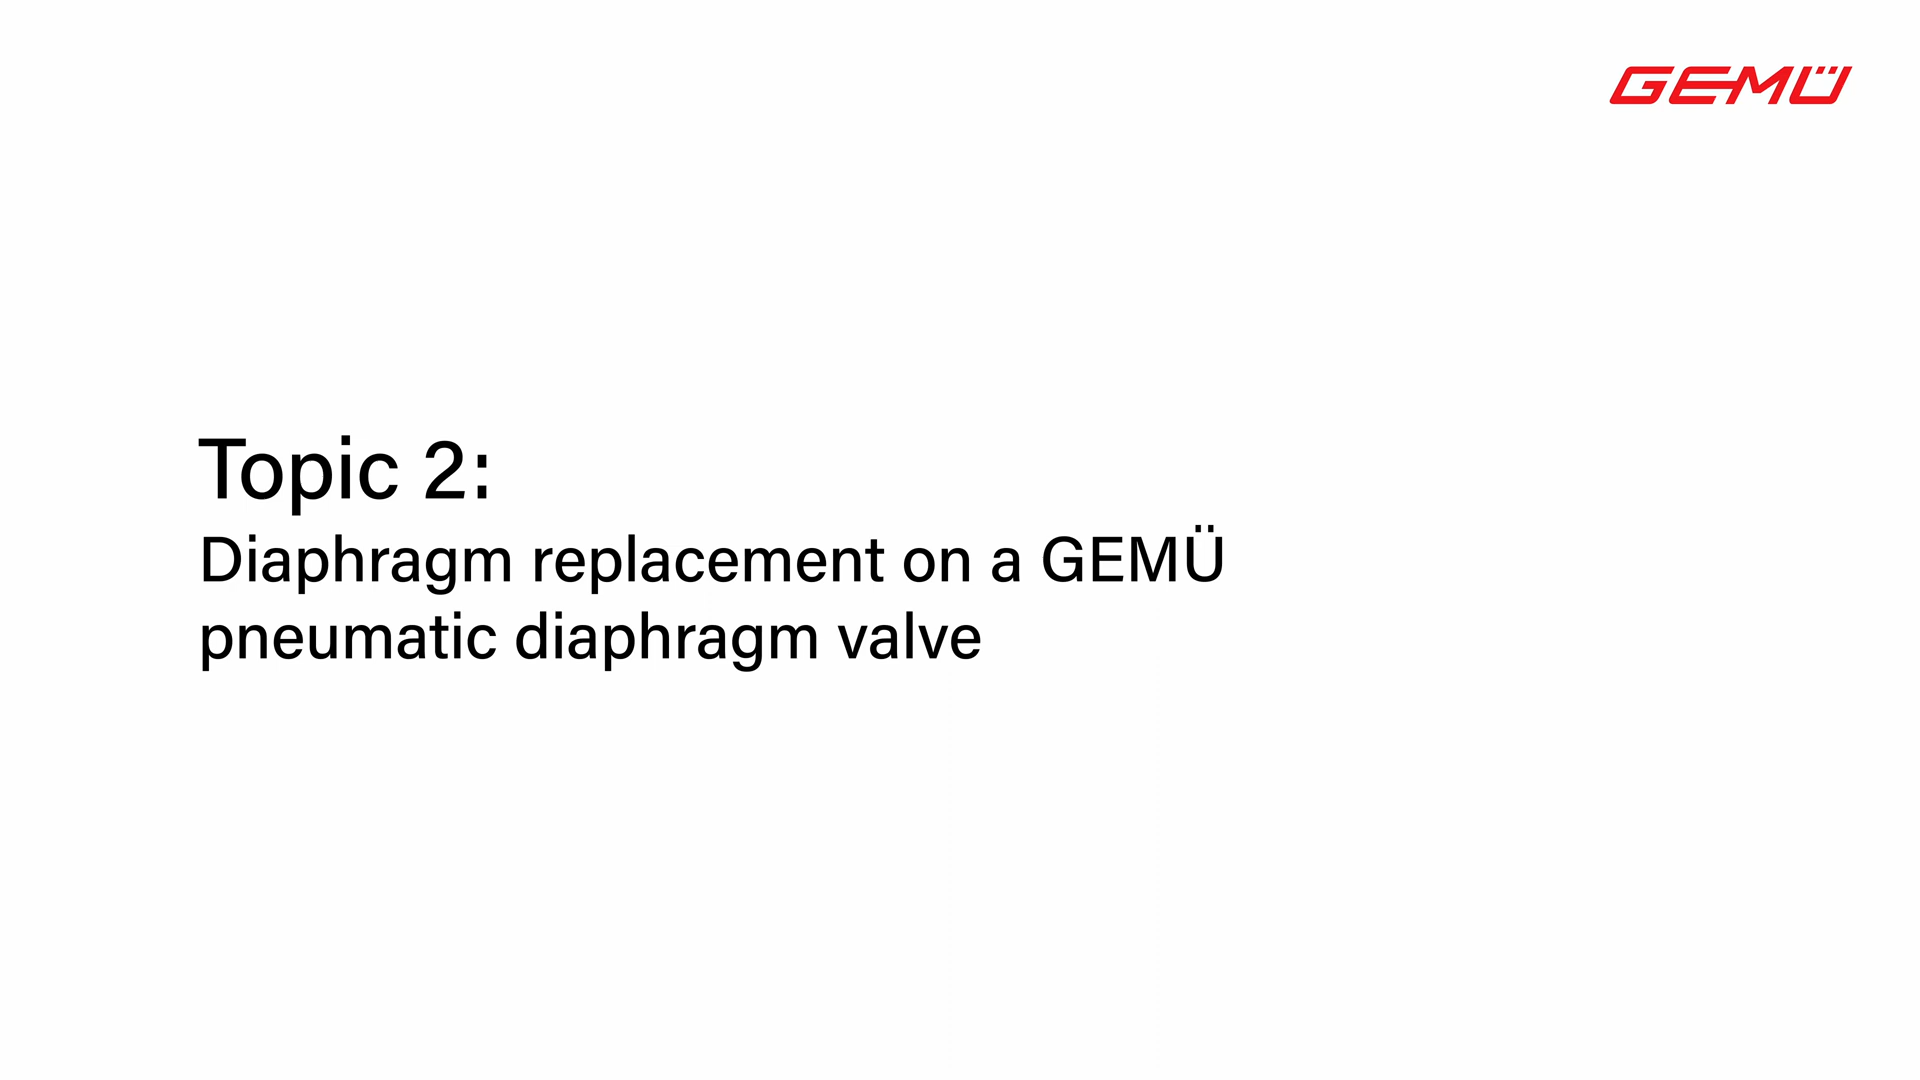 GEMÜ
Topic 2:
Diaphragm replacement on a GEMÜ
pneumatic diaphragm valve